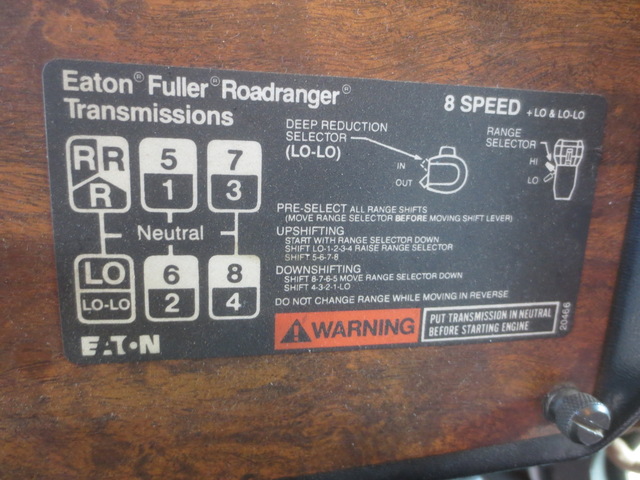 Eaton® Fuller® Roadranger®
Transmissions
8 SPEED + LO & LO-LO
DEEP REDUCTION
SELECTOR
(LO-LO)
IN
OUT
RANGE
SELECTOR
HI
LO
R R 5 7
R 1 3
Neutral
LO 6 8
LO-LO 2 4
PRE-SELECT ALL RANGE SHIFTS
(MOVE RANGE SELECTOR BEFORE MOVING SHIFT LEVER)
UPSHIFTING
START WITH RANGE SELECTOR DOWN
SHIFT LO-1-2-3-4 RAISE RANGE SELECTOR
SHIFT 5-6-7-8
DOWNSHIFTING
SHIFT 8-7-6-5 MOVE RANGE SELECTOR DOWN
SHIFT 4-3-2-1-LO
DO NOT CHANGE RANGE WHILE MOVING IN REVERSE
WARNING
PUT TRANSMISSION IN NEUTRAL
BEFORE STARTING ENGINE
20466
EATON